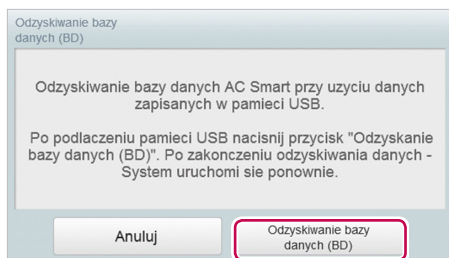 Odzyskiwanie bazy
danych (BD)
Odzyskiwanie bazy danych AC Smart przy uzyciu danych
zapisanych w pamieci USB.
Po podlaczeniu pamieci USB nacisnij przycisk "Odzyskanie
bazy danych (BD)". Po zakonczeniu odzyskiwania danych -
System uruchomi sie ponownie.
Anuluj
Odzyskiwanie bazy
danych (BD)